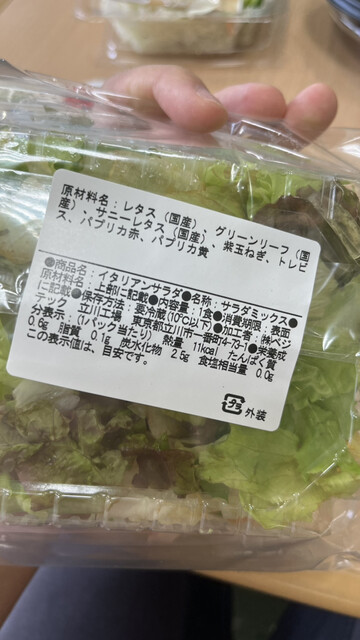 原材料名：レタス（国産）、グリーンリーフ（国
産）、サニーレタス（国産）、紫玉ねぎ、トレビ
ス、パプリカ赤、パプリカ黄
●商品名：イタリアンサラダ●名称：サラダミックス●
原材料名：上部に記載●内容量：1食●消費期限：表面
に記載●保存方法：要冷蔵(10℃以下)●加工者：㈱ベジ
テック　立川工場　東京都立川市一番町4-75-1●栄養成
分表示：(1パック当たり)　熱量　11kcal　たんぱく質
0.6g　脂質　0.1g　炭水化物　2.5g　食塩相当量　0.0g
この表示値は、目安です。
プラ 外装